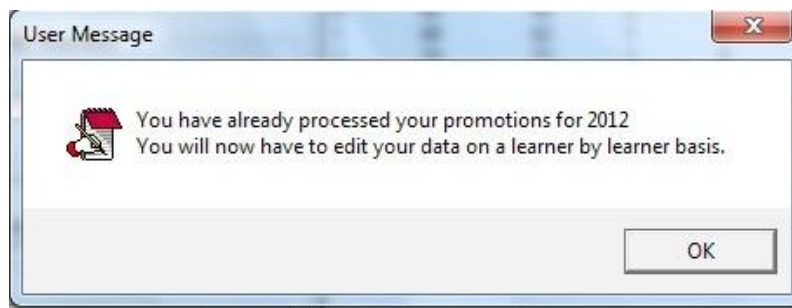 User Message
You have already processed your promotions for 2012
You will now have to edit your data on a learner by learner basis.
OK